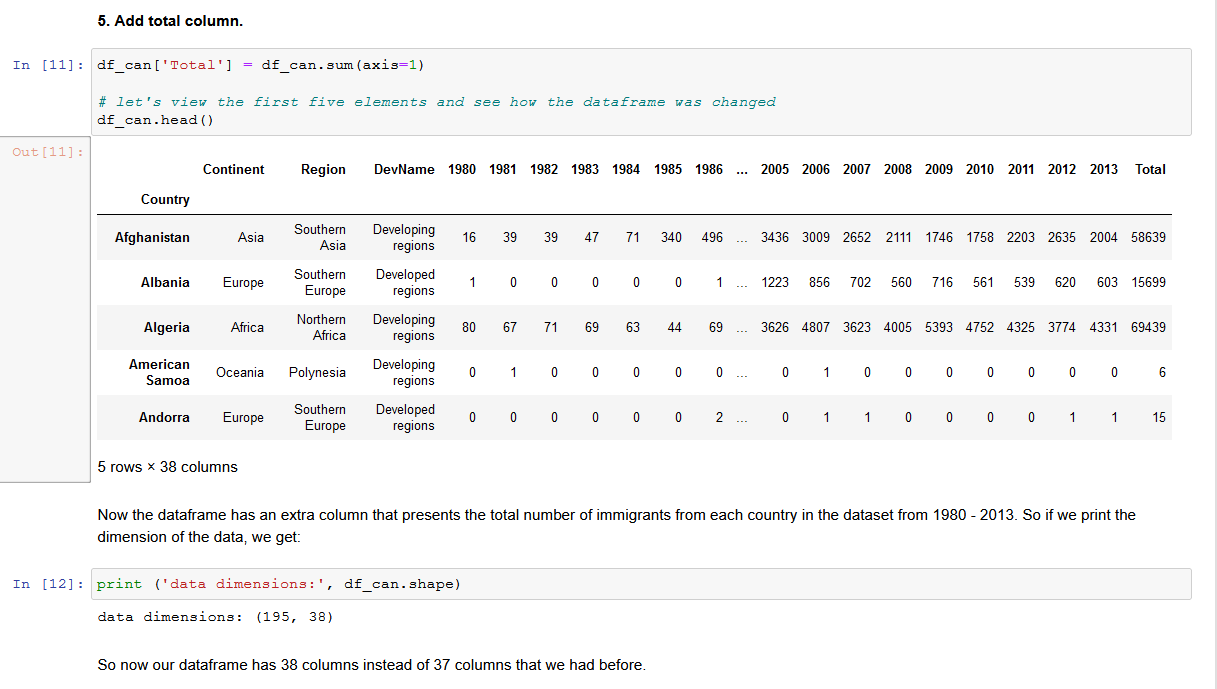 5. Add total column.
In [11]: df_can['Total'] = df_can.sum(axis=1)
# let's view the first five elements and see how the dataframe was changed
df_can.head()
Out[11]:
Continent Region DevName 1980 1981 1982 1983 1984 1985 1986 ... 2005 2006 2007 2008 2009 2010 2011 2012 2013 Total
Country
Afghanistan Asia Southern Asia Developing regions 16 39 39 47 71 340 496 ... 3436 3009 2652 2111 1746 1758 2203 2635 2004 58639
Albania Europe Southern Europe Developed regions 1 0 0 0 0 0 1 ... 1223 856 702 560 716 561 539 620 603 15699
Algeria Africa Northern Africa Developing regions 80 67 71 69 63 44 69 ... 3626 4807 3623 4005 5393 4752 4325 3774 4331 69439
American Samoa Oceania Polynesia Developing regions 0 1 0 0 0 0 0 ... 0 1 0 0 0 0 0 0 0 6
Andorra Europe Southern Europe Developed regions 0 0 0 0 0 0 2 ... 0 1 1 0 0 0 0 1 1 15
5 rows × 38 columns
Now the dataframe has an extra column that presents the total number of immigrants from each country in the dataset from 1980 - 2013. So if we print the
dimension of the data, we get:
In [12]: print ('data dimensions:', df_can.shape)
data dimensions: (195, 38)
So now our dataframe has 38 columns instead of 37 columns that we had before.